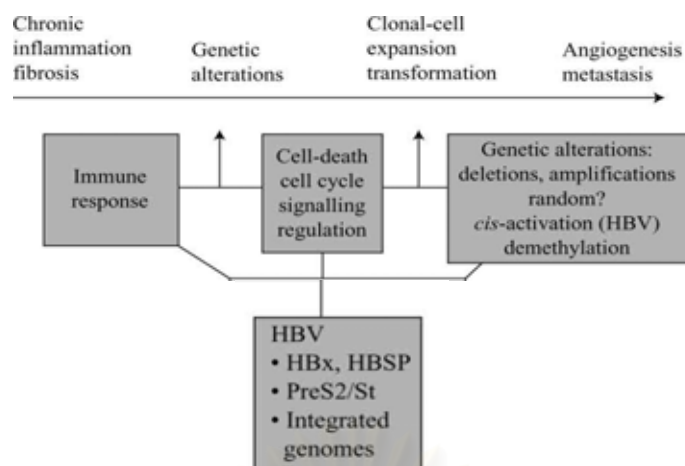 Chronic
inflammation
fibrosis
Genetic
alterations
Clonal-cell
expansion
transformation
Angiogenesis
metastasis
Immune
response
Cell-death
cell cycle
signalling
regulation
Genetic alterations:
deletions, amplifications
random?
cis-activation (HBV)
demethylation
HBV
• HBx, HBSP
• PreS2/St
• Integrated
genomes